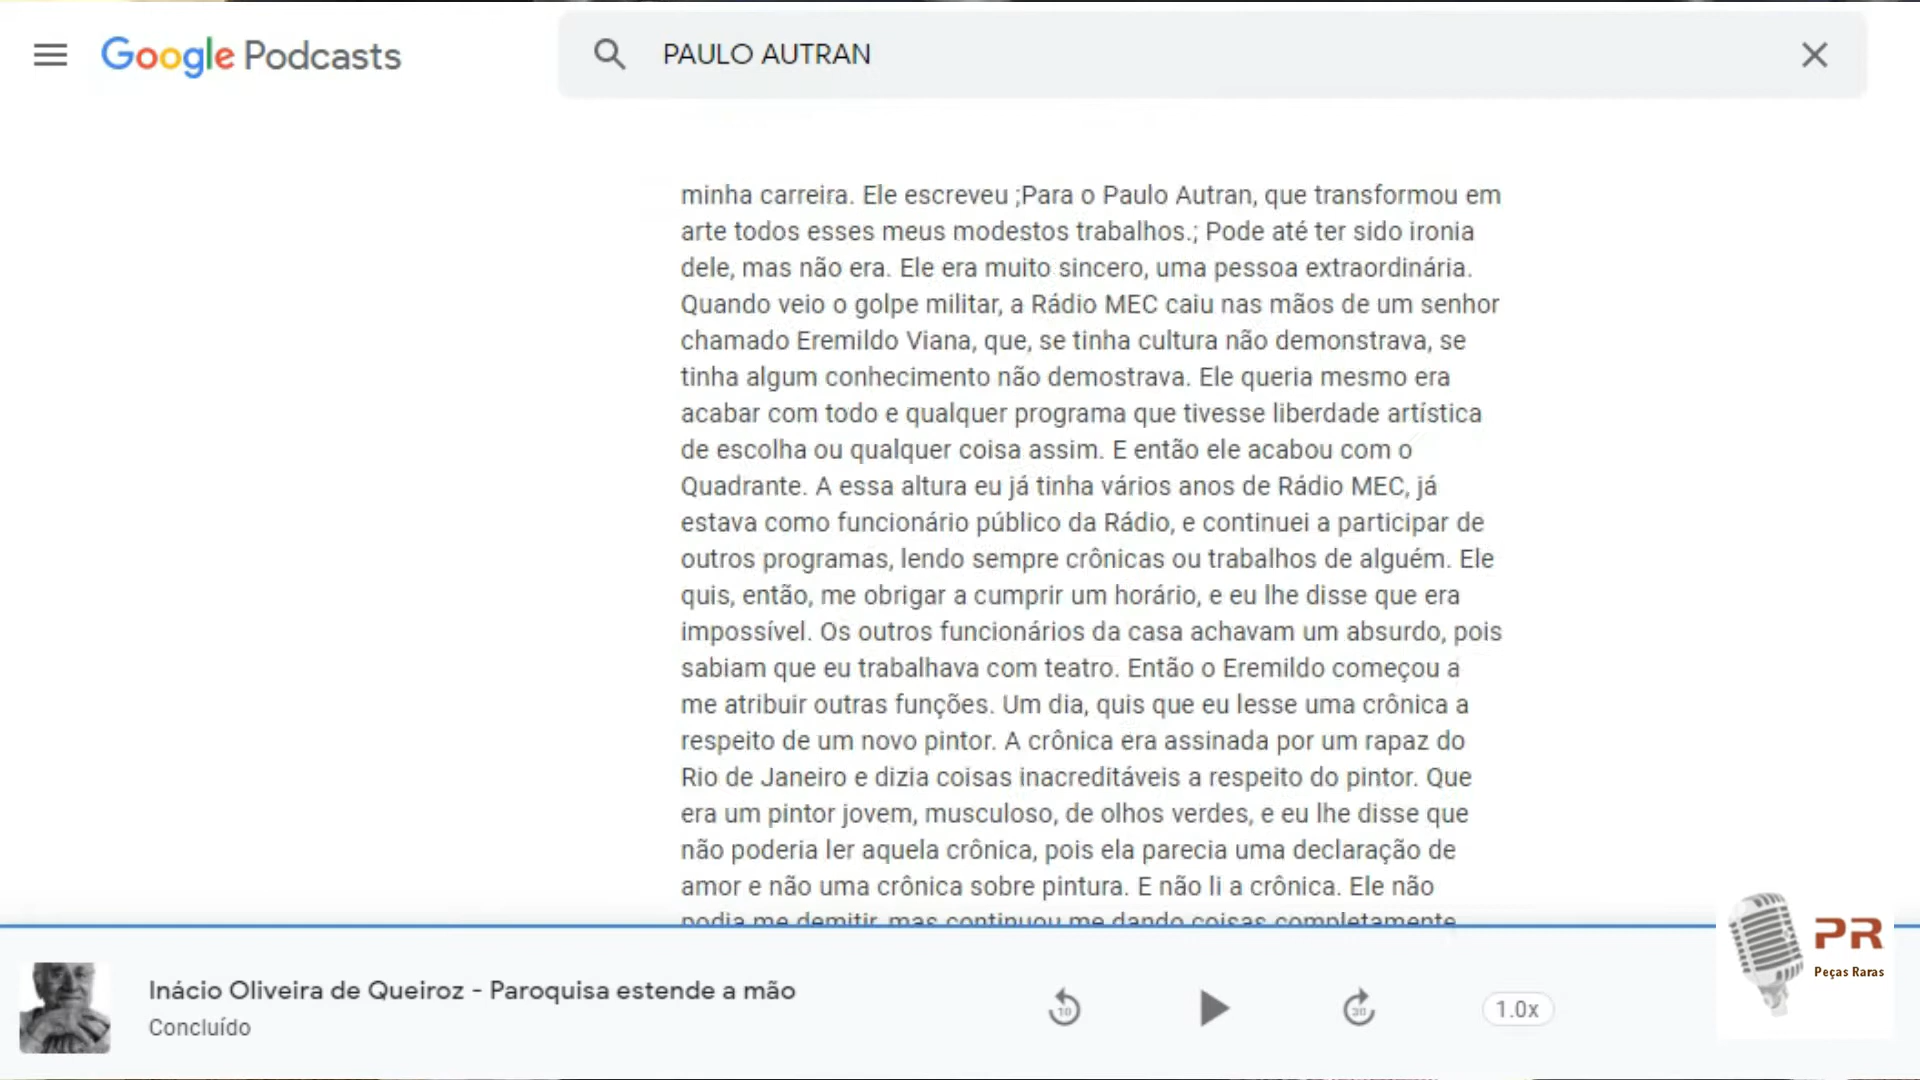 Google Podcasts
PAULO AUTRAN
minha carreira. Ele escreveu ;Para o Paulo Autran, que transformou em
arte todos esses meus modestos trabalhos.; Pode até ter sido ironia
dele, mas não era. Ele era muito sincero, uma pessoa extraordinária.
Quando veio o golpe militar, a Rádio MEC caiu nas mãos de um senhor
chamado Eremildo Viana, que, se tinha cultura não demonstrava, se
tinha algum conhecimento não demostrava. Ele queria mesmo era
acabar com todo e qualquer programa que tivesse liberdade artística
de escolha ou qualquer coisa assim. E então ele acabou com o
Quadrante. A essa altura eu já tinha vários anos de Rádio MEC, já
estava como funcionário público da Rádio, e continuei a participar de
outros programas, lendo sempre crônicas ou trabalhos de alguém. Ele
quis, então, me obrigar a cumprir um horário, e eu lhe disse que era
impossível. Os outros funcionários da casa achavam um absurdo, pois
sabiam que eu trabalhava com teatro. Então o Eremildo começou a
me atribuir outras funções. Um dia, quis que eu lesse uma crônica a
respeito de um novo pintor. A crônica era assinada por um rapaz do
Rio de Janeiro e dizia coisas inacreditáveis a respeito do pintor. Que
era um pintor jovem, musculoso, de olhos verdes, e eu lhe disse que
não poderia ler aquela crônica, pois ela parecia uma declaração de
amor e não uma crônica sobre pintura. E não li a crônica. Ele não
podia me demitir, mas continuou me dando coisas completamente
PR
Peças Raras
Inácio Oliveira de Queiroz - Paroquisa estende a mão
Concluído
10
30
1.0x